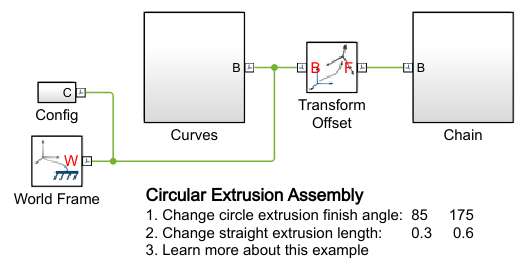 B
B
F
B
C
Config
Curves
Transform
Offset
Chain
W
World Frame
Circular Extrusion Assembly
1. Change circle extrusion finish angle: 85 175
2. Change straight extrusion length: 0.3 0.6
3. Learn more about this example